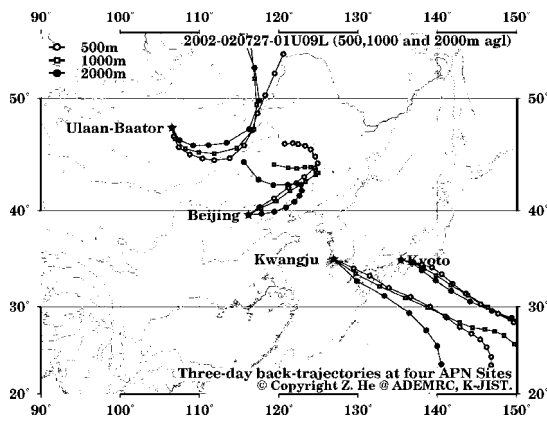 90° 100° 110° 120° 130° 140° 150°
2002-020727-01U09L (500,1000 and 2000m agl)
500m
1000m
2000m
50° 50°
Ulaan-Baator
Beijing
40° 40°
Kwangju Kyoto
30° 30°
Three-day back-trajectories at four APN Sites
© Copyright Z. He @ ADEMRC, K-JIST.
20° 20°
90° 100° 110° 120° 130° 140° 150°